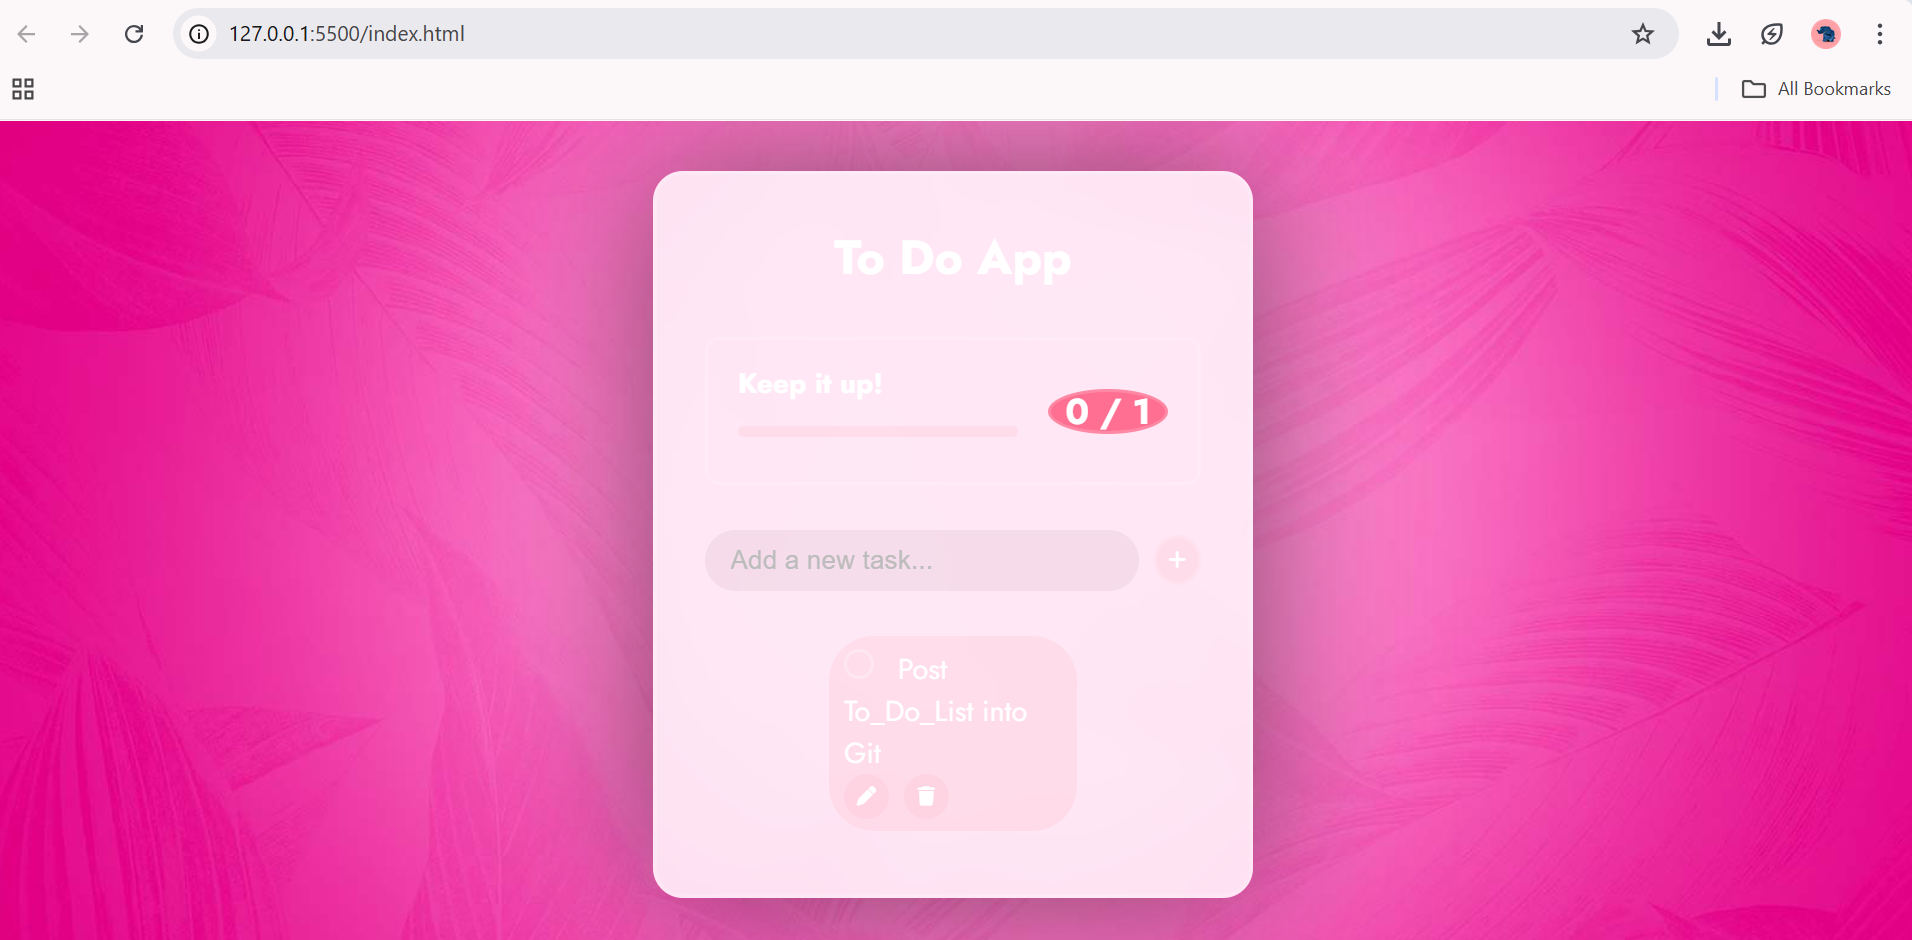 127.0.0.1:5500/index.html
All Bookmarks
To Do App
Keep it up!
0 / 1
Add a new task...
Post
To_Do_List into
Git